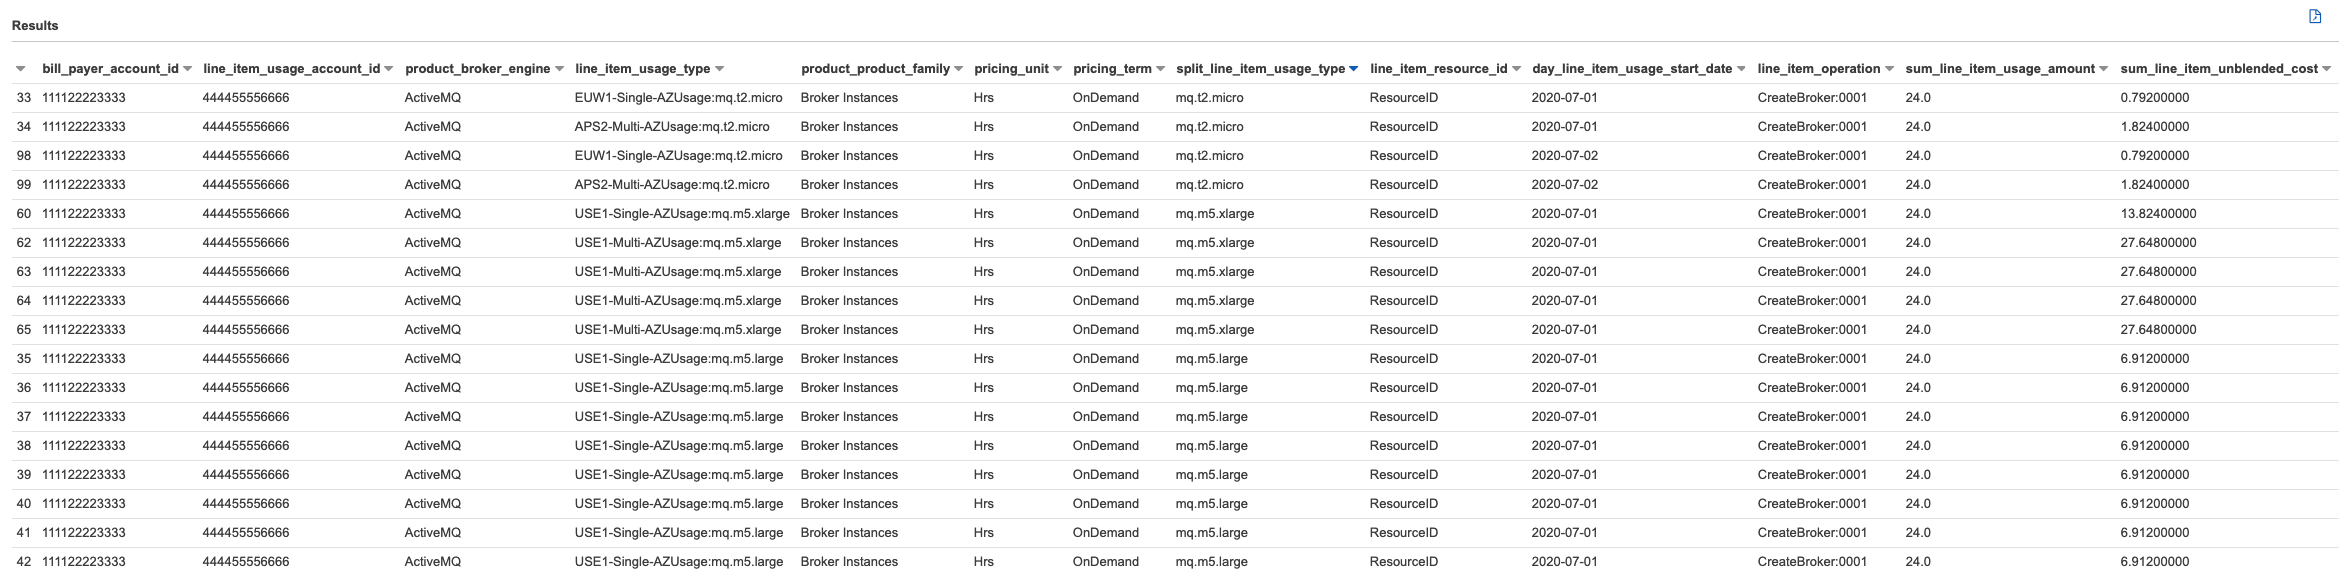 Results
bill_payer_account_id line_item_usage_account_id product_broker_engine line_item_usage_type product_product_family pricing_unit pricing_term split_line_item_usage_type line_item_resource_id day_line_item_usage_start_date line_item_operation sum_line_item_usage_amount sum_line_item_unblended_cost
33 111122223333 444455556666 ActiveMQ EUW1-Single-AZUsage:mq.t2.micro Broker Instances Hrs OnDemand mq.t2.micro ResourceID 2020-07-01 CreateBroker:0001 24.0 0.79200000
34 111122223333 444455556666 ActiveMQ APS2-Multi-AZUsage:mq.t2.micro Broker Instances Hrs OnDemand mq.t2.micro ResourceID 2020-07-01 CreateBroker:0001 24.0 1.82400000
98 111122223333 444455556666 ActiveMQ EUW1-Single-AZUsage:mq.t2.micro Broker Instances Hrs OnDemand mq.t2.micro ResourceID 2020-07-02 CreateBroker:0001 24.0 0.79200000
99 111122223333 444455556666 ActiveMQ APS2-Multi-AZUsage:mq.t2.micro Broker Instances Hrs OnDemand mq.t2.micro ResourceID 2020-07-02 CreateBroker:0001 24.0 1.82400000
60 111122223333 444455556666 ActiveMQ USE1-Single-AZUsage:mq.m5.xlarge Broker Instances Hrs OnDemand mq.m5.xlarge ResourceID 2020-07-01 CreateBroker:0001 24.0 13.82400000
62 111122223333 444455556666 ActiveMQ USE1-Multi-AZUsage:mq.m5.xlarge Broker Instances Hrs OnDemand mq.m5.xlarge ResourceID 2020-07-01 CreateBroker:0001 24.0 27.64800000
63 111122223333 444455556666 ActiveMQ USE1-Multi-AZUsage:mq.m5.xlarge Broker Instances Hrs OnDemand mq.m5.xlarge ResourceID 2020-07-01 CreateBroker:0001 24.0 27.64800000
64 111122223333 444455556666 ActiveMQ USE1-Multi-AZUsage:mq.m5.xlarge Broker Instances Hrs OnDemand mq.m5.xlarge ResourceID 2020-07-01 CreateBroker:0001 24.0 27.64800000
65 111122223333 444455556666 ActiveMQ USE1-Multi-AZUsage:mq.m5.xlarge Broker Instances Hrs OnDemand mq.m5.xlarge ResourceID 2020-07-01 CreateBroker:0001 24.0 27.64800000
35 111122223333 444455556666 ActiveMQ USE1-Single-AZUsage:mq.m5.large Broker Instances Hrs OnDemand mq.m5.large ResourceID 2020-07-01 CreateBroker:0001 24.0 6.91200000
36 111122223333 444455556666 ActiveMQ USE1-Single-AZUsage:mq.m5.large Broker Instances Hrs OnDemand mq.m5.large ResourceID 2020-07-01 CreateBroker:0001 24.0 6.91200000
37 111122223333 444455556666 ActiveMQ USE1-Single-AZUsage:mq.m5.large Broker Instances Hrs OnDemand mq.m5.large ResourceID 2020-07-01 CreateBroker:0001 24.0 6.91200000
38 111122223333 444455556666 ActiveMQ USE1-Single-AZUsage:mq.m5.large Broker Instances Hrs OnDemand mq.m5.large ResourceID 2020-07-01 CreateBroker:0001 24.0 6.91200000
39 111122223333 444455556666 ActiveMQ USE1-Single-AZUsage:mq.m5.large Broker Instances Hrs OnDemand mq.m5.large ResourceID 2020-07-01 CreateBroker:0001 24.0 6.91200000
40 111122223333 444455556666 ActiveMQ USE1-Single-AZUsage:mq.m5.large Broker Instances Hrs OnDemand mq.m5.large ResourceID 2020-07-01 CreateBroker:0001 24.0 6.91200000
41 111122223333 444455556666 ActiveMQ USE1-Single-AZUsage:mq.m5.large Broker Instances Hrs OnDemand mq.m5.large ResourceID 2020-07-01 CreateBroker:0001 24.0 6.91200000
42 111122223333 444455556666 ActiveMQ USE1-Single-AZUsage:mq.m5.large Broker Instances Hrs OnDemand mq.m5.large ResourceID 2020-07-01 CreateBroker:0001 24.0 6.91200000